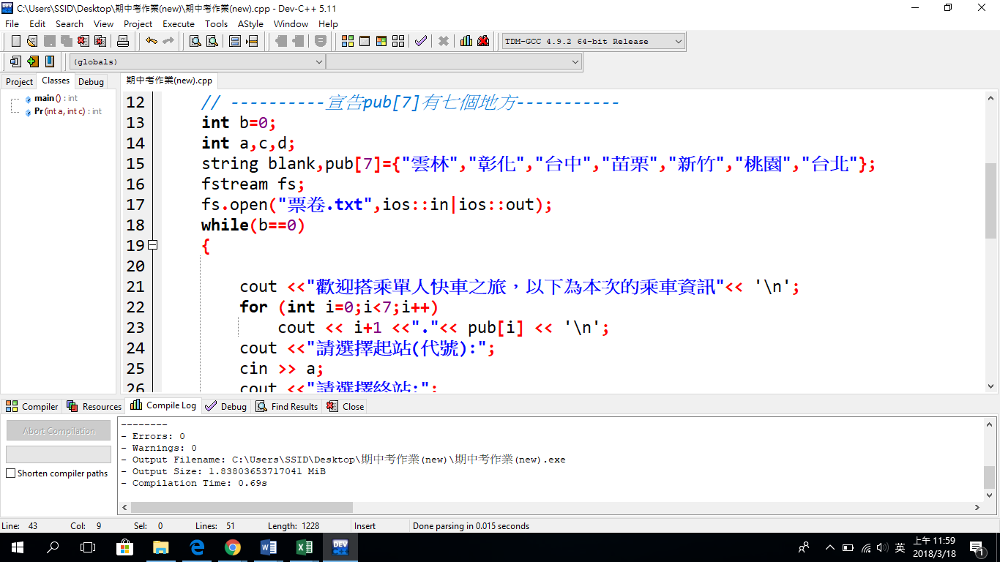 C:\Users\SSID\Desktop\期中考作業(new)\期中考作業(new).cpp - Dev-C++ 5.11
File Edit Search View Project Execute Tools AStyle Window Help
TDM-GCC 4.9.2 64-bit Release
(globals)
Project Classes Debug 期中考作業(new).cpp
main () : int
Pr (int a, int c) : int
12 // ----------宣告pub[7]有七個地方-----------
13 int b=0;
14 int a,c,d;
15 string blank,pub[7]={"雲林","彰化","台中","苗栗","新竹","桃園","台北"};
16 fstream fs;
17 fs.open("票卷.txt",ios::in|ios::out);
18 while(b==0)
19 {
20
21 cout <<"歡迎搭乘單人快車之旅，以下為本次的乘車資訊"<< '\n';
22 for (int i=0;i<7;i++)
23 cout << i+1 <<"."<< pub[i] << '\n';
24 cout <<"請選擇起站(代號):";
25 cin >> a;
26 cout <<"請選擇終站:";
Compiler Resources Compile Log Debug Find Results Close
Abort Compilation
Shorten compiler paths
--------
- Errors: 0
- Warnings: 0
- Output Filename: C:\Users\SSID\Desktop\期中考作業(new)\期中考作業(new).exe
- Output Size: 1.83803653717041 MiB
- Compilation Time: 0.69s
Line: 43 Col: 9 Sel: 0 Lines: 51 Length: 1228 Insert Done parsing in 0.015 seconds
英
上午 11:59
2018/3/18
1